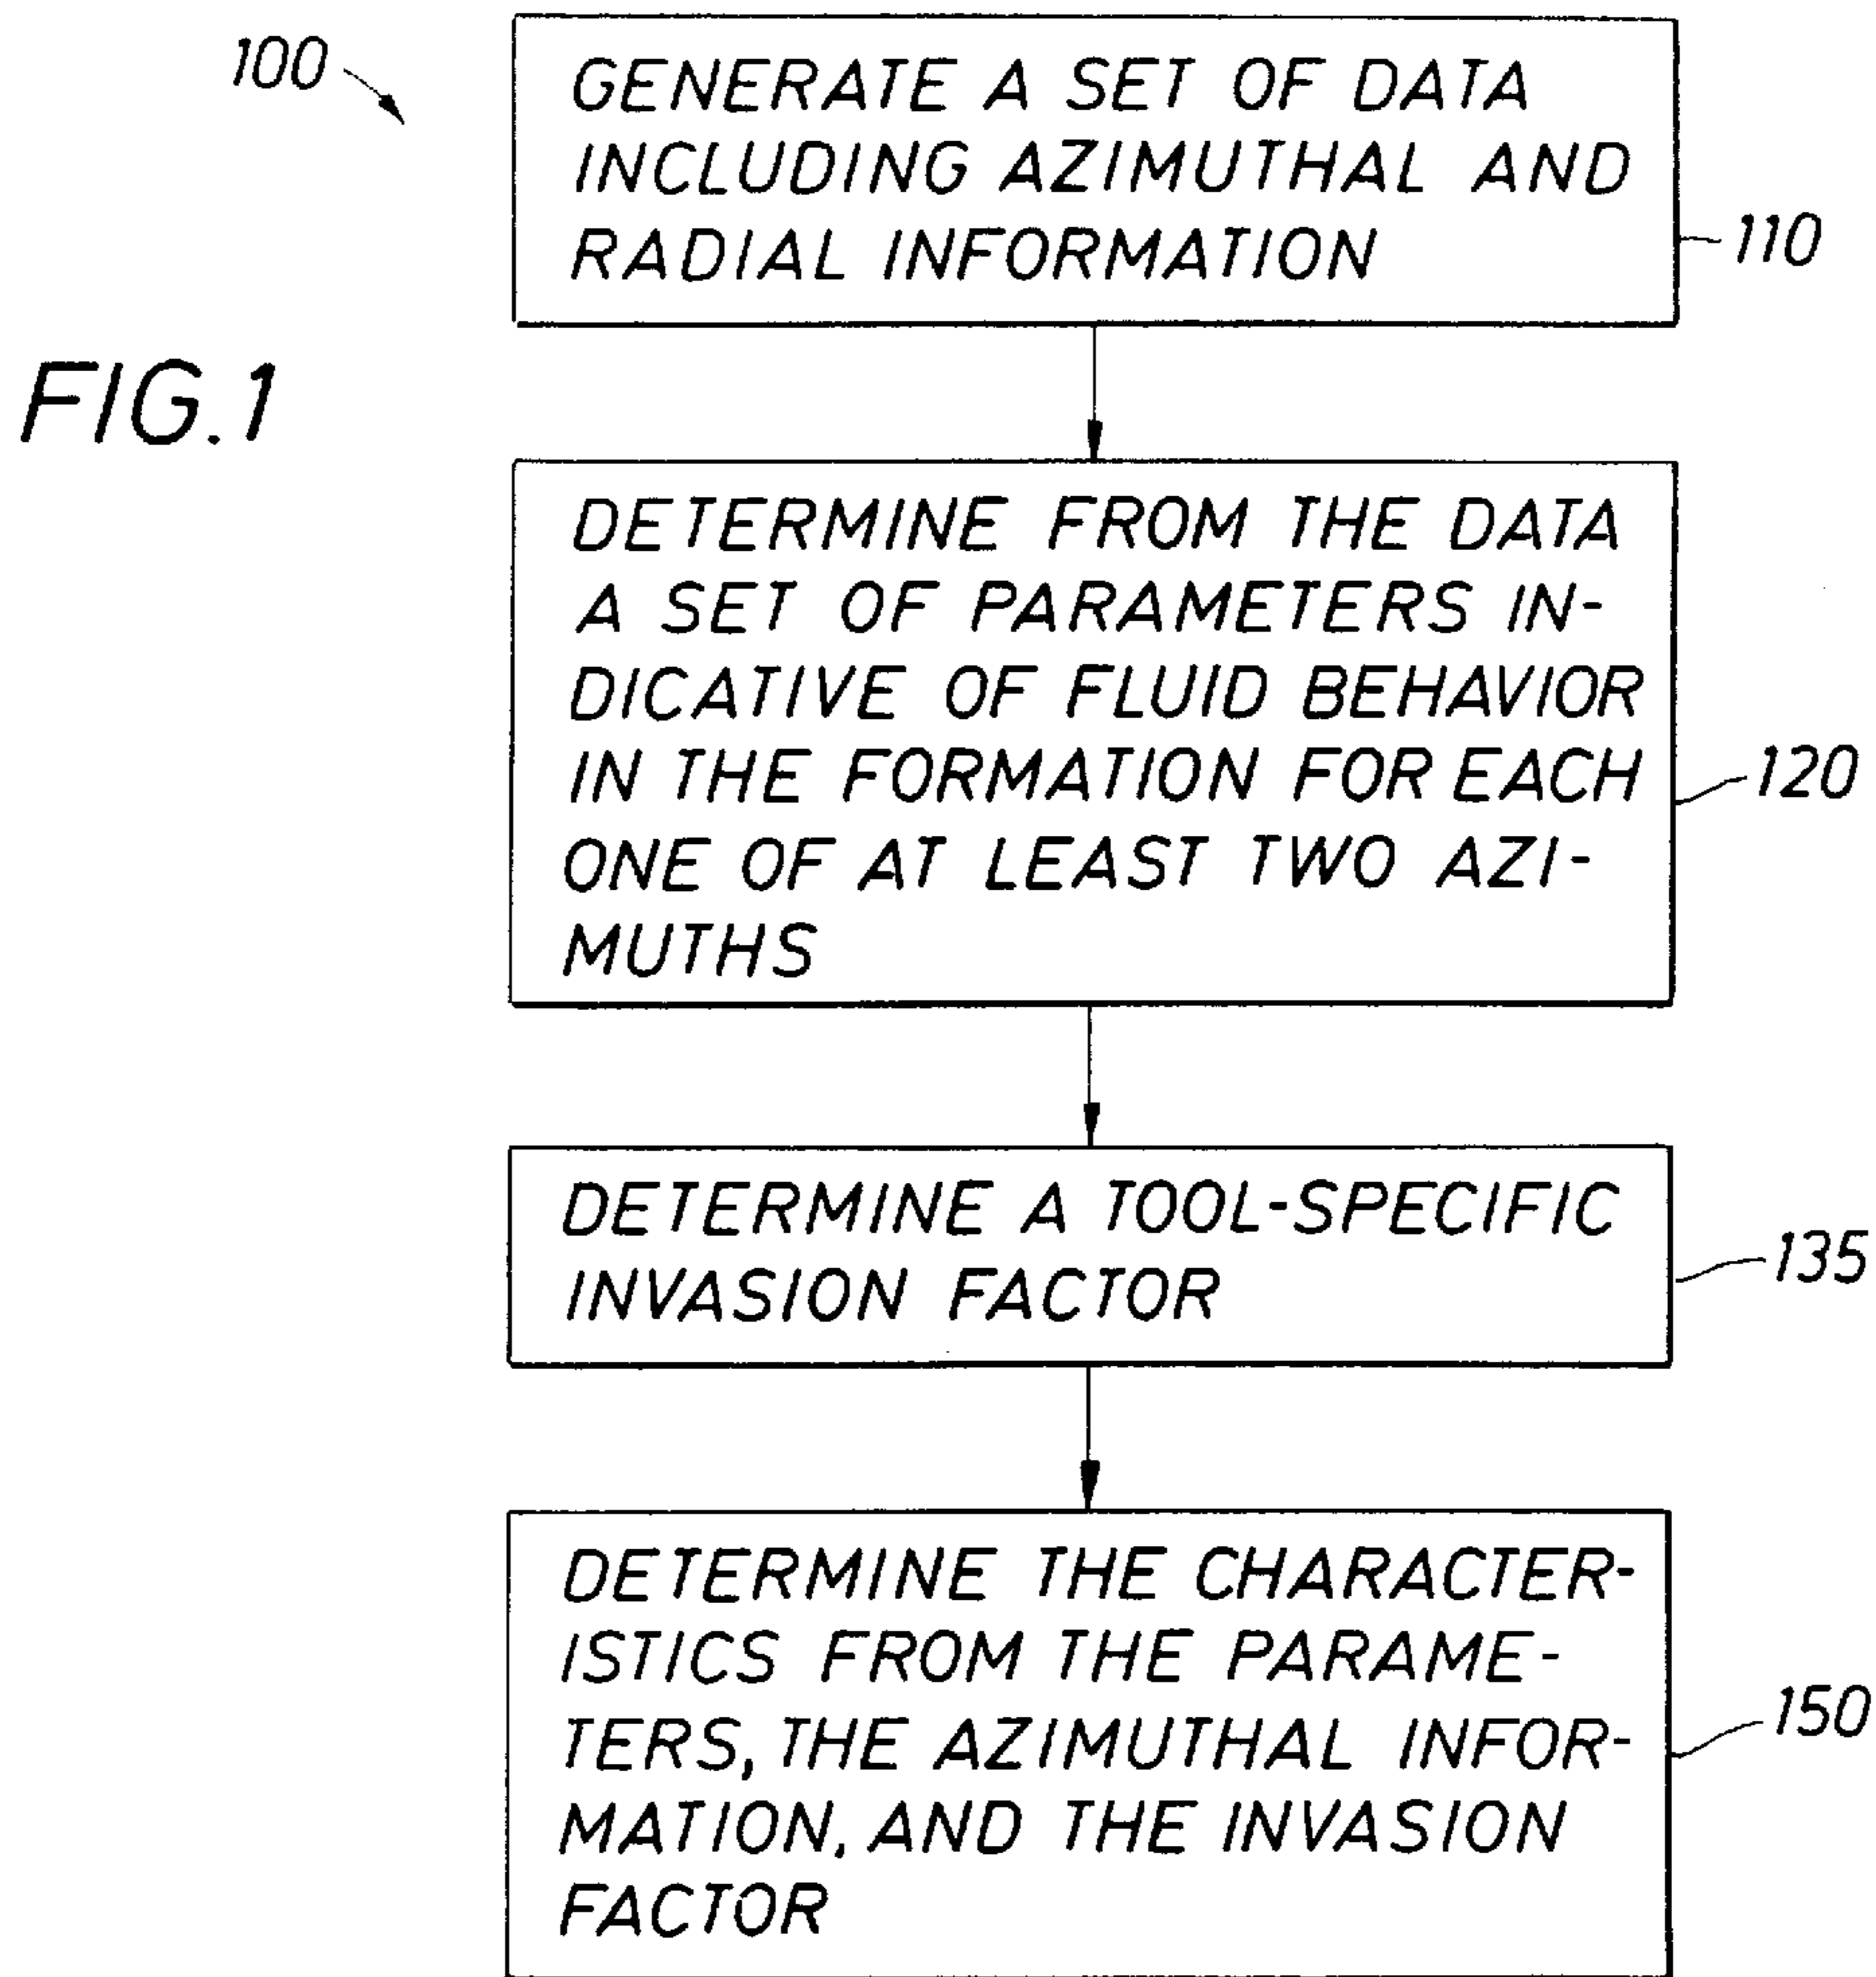 100
GENERATE A SET OF DATA
INCLUDING AZIMUTHAL AND
RADIAL INFORMATION
110
FIG.1
DETERMINE FROM THE DATA
A SET OF PARAMETERS IN-
DICATIVE OF FLUID BEHAVIOR
IN THE FORMATION FOR EACH
ONE OF AT LEAST TWO AZI-
MUTHS
120
DETERMINE A TOOL-SPECIFIC
INVASION FACTOR
135
DETERMINE THE CHARACTER-
ISTICS FROM THE PARAME-
TERS, THE AZIMUTHAL INFOR-
MATION, AND THE INVASION
FACTOR
150